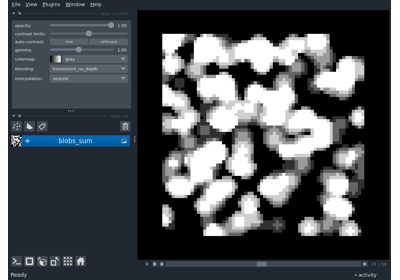 File View Plugins Window Help
opacity: 1.00
contrast limits:
auto-contrast: once continuous
gamma: 1.00
colormap: gray
blending: translucent_no_depth
interpolation: nearest
blobs_sum
Ready
activity